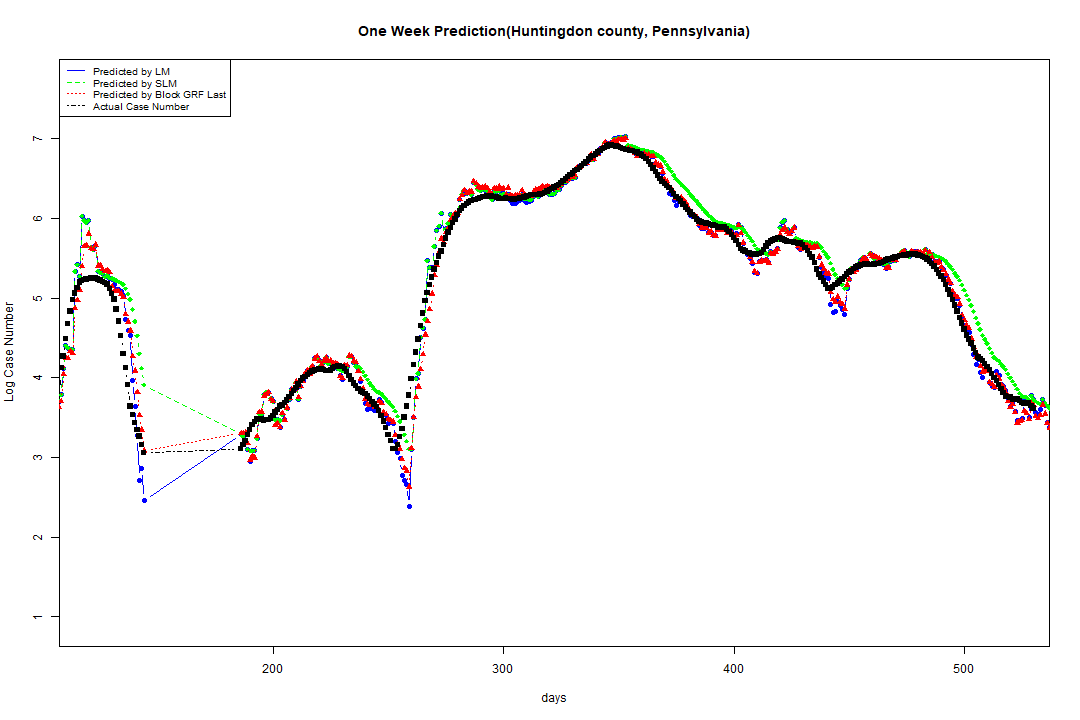 One Week Prediction(Huntingdon county, Pennsylvania)
Predicted by LM
Predicted by SLM
Predicted by Block GRF Last
Actual Case Number
7
6
5
4
3
2
1
Log Case Number
200 300 400 500
days